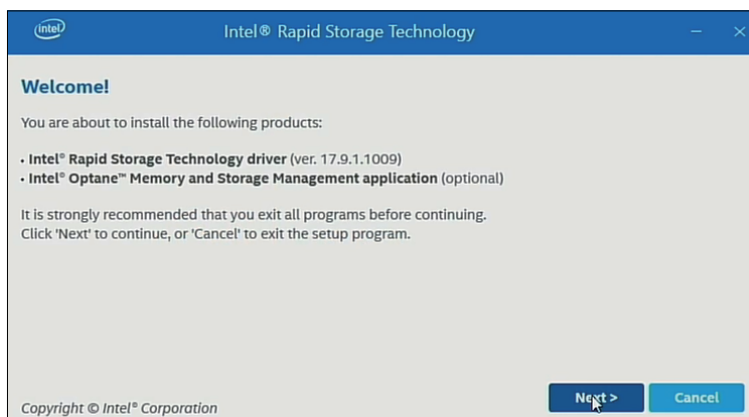 intel
Intel® Rapid Storage Technology
Welcome!
You are about to install the following products:
• Intel® Rapid Storage Technology driver (ver. 17.9.1.1009)
• Intel® Optane™ Memory and Storage Management application (optional)
It is strongly recommended that you exit all programs before continuing.
Click 'Next' to continue, or 'Cancel' to exit the setup program.
Next >
Cancel
Copyright © Intel® Corporation